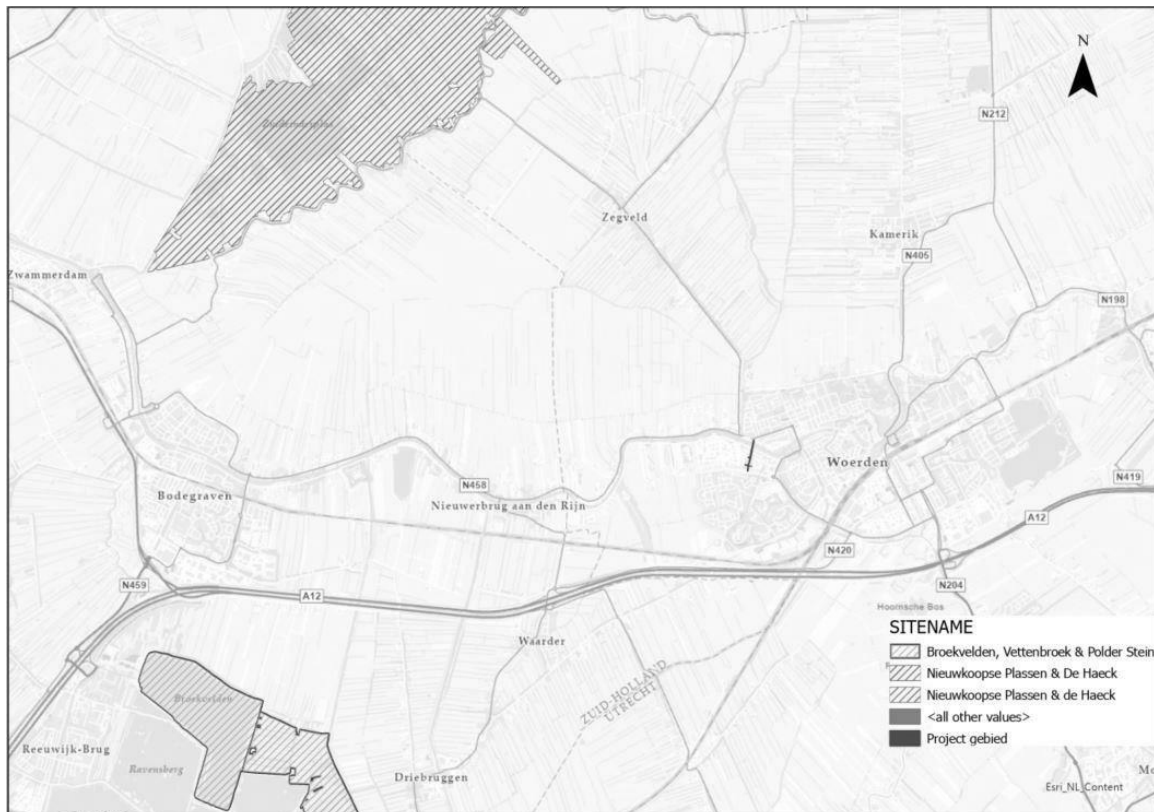 N
N212
Zegveld
Kamerik
N405
Zwammerdam
N198
Woerden
N419
Bodegraven
N458
Nieuwerbrug aan den Rijn
A12
N420
N459
A12
N204
Hoornsche Bos
Waarder
ZUID-HOLLAND
UTRECHT
Broekvelden
Reeuwijk-Brug
Ravensberg
Driebruggen
SITENAME
Broekvelden, Vettenbroek & Polder Stein
Nieuwkoopse Plassen & De Haeck
Nieuwkoopse Plassen & de Haeck
<all other values>
Project gebied
Mo
Esri_NL_Content